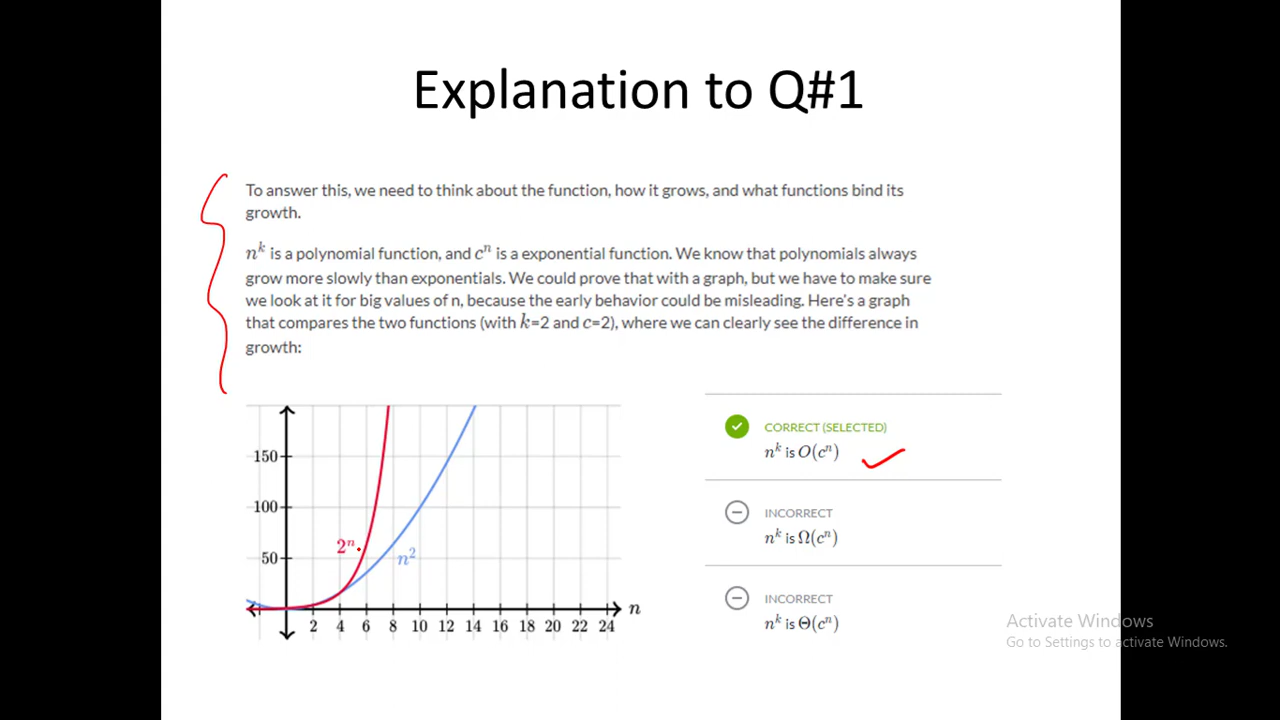 Explanation to Q#1
To answer this, we need to think about the function, how it grows, and what functions bind its
growth.
n^k is a polynomial function, and c^n is a exponential function. We know that polynomials always
grow more slowly than exponentials. We could prove that with a graph, but we have to make sure
we look at it for big values of n, because the early behavior could be misleading. Here's a graph
that compares the two functions (with k=2 and c=2), where we can clearly see the difference in
growth:
150
100
50
2^n
n^2
n
2 4 6 8 10 12 14 16 18 20 22 24
CORRECT (SELECTED)
n^k is O(c^n)
INCORRECT
n^k is Ω(c^n)
INCORRECT
n^k is Θ(c^n)
Activate Windows
Go to Settings to activate Windows.